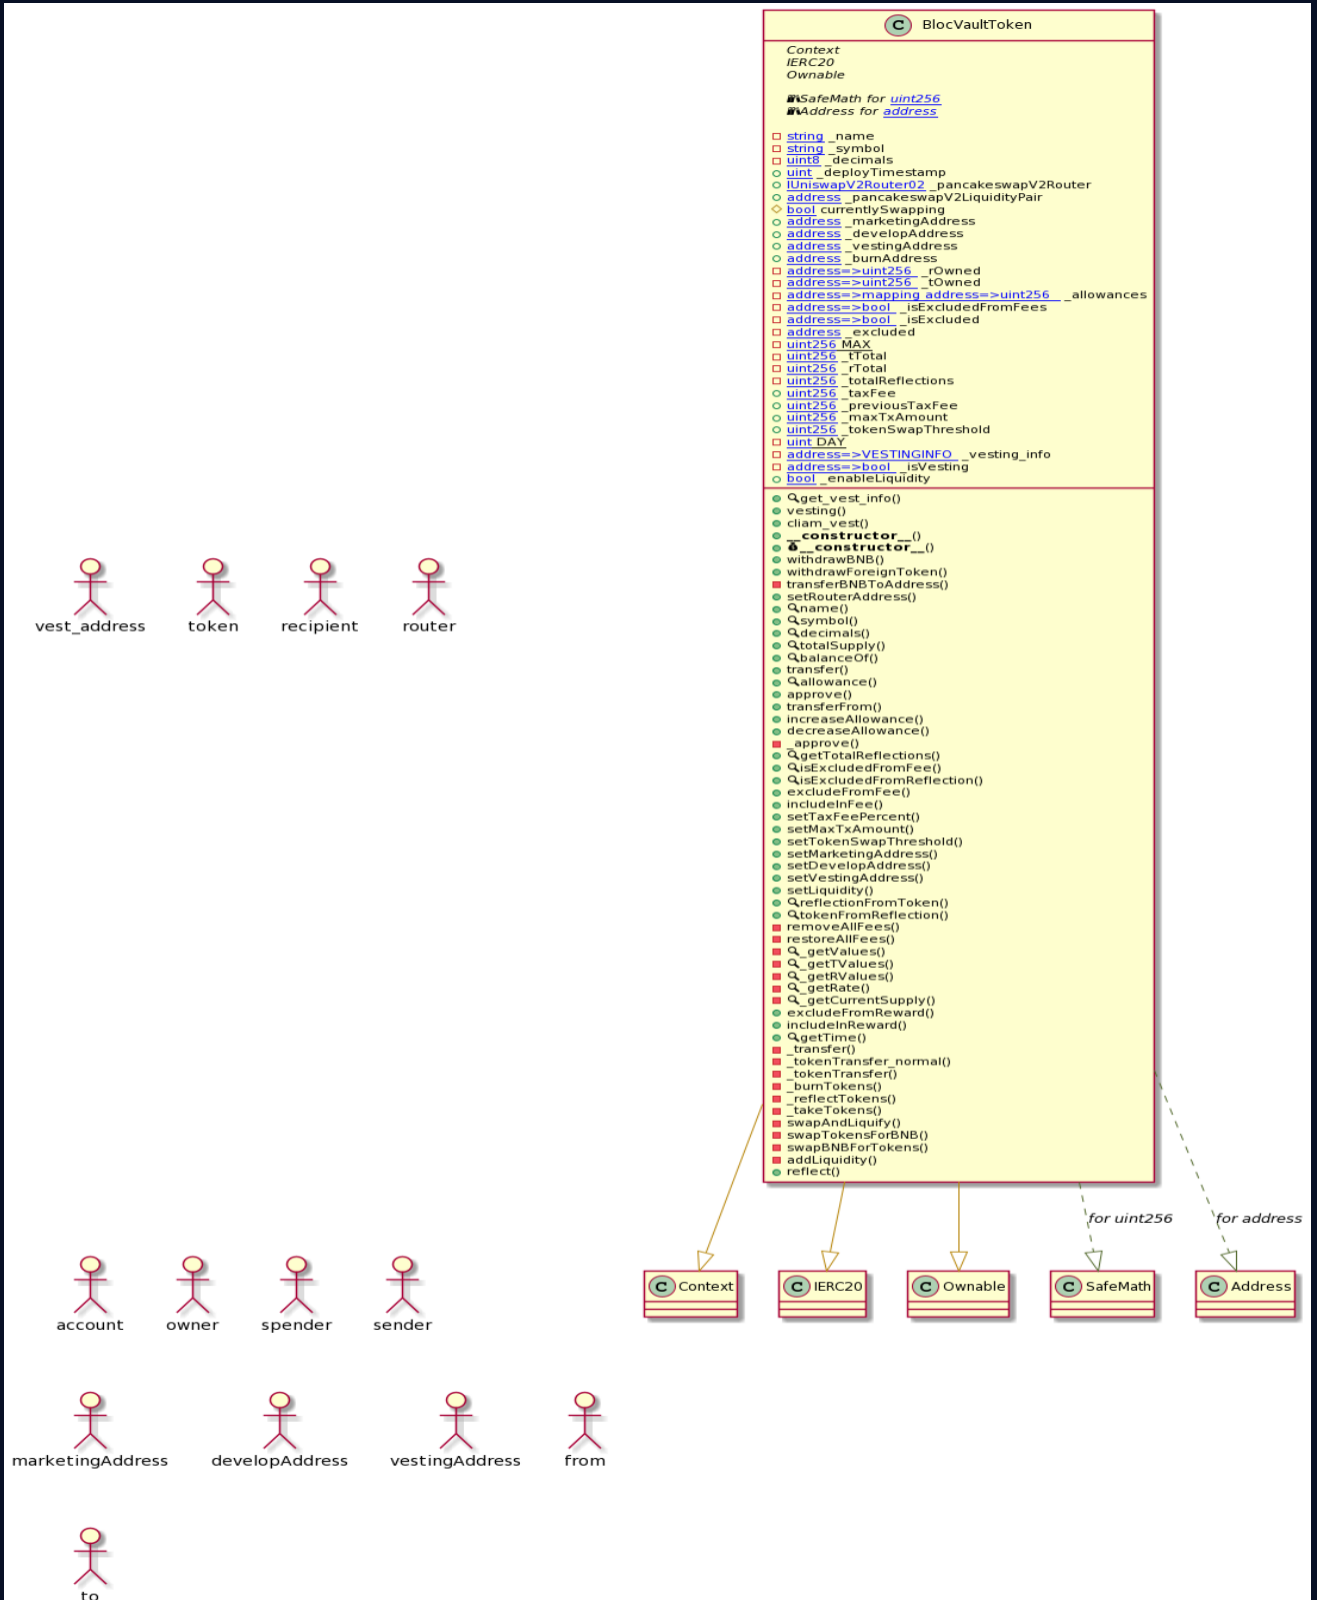 C BlocVaultToken
Context
IERC20
Ownable
SafeMath for uint256
Address for address
string _name
string _symbol
uint8 _decimals
uint _deployTimestamp
IUniswapV2Router02 _pancakeswapV2Router
address _pancakeswapV2LiquidityPair
bool currentlySwapping
address _marketingAddress
address _developAddress
address _vestingAddress
address _burnAddress
address=>uint256 _rOwned
address=>uint256 _tOwned
address=>mapping address=>uint256 _allowances
address=>bool _isExcludedFromFees
address=>bool _isExcluded
address _excluded
uint256 MAX
uint256 _tTotal
uint256 _rTotal
uint256 _totalReflections
uint256 _taxFee
uint256 _previousTaxFee
uint256 _maxTxAmount
uint256 _tokenSwapThreshold
uint DAY
address=>VESTINGINFO _vesting_info
address=>bool _isVesting
bool _enableLiquidity
get_vest_info()
vesting()
cliam_vest()
__constructor__()
__constructor__()
withdrawBNB()
withdrawForeignToken()
transferBNBToAddress()
setRouterAddress()
name()
symbol()
decimals()
totalSupply()
balanceOf()
transfer()
allowance()
approve()
transferFrom()
increaseAllowance()
decreaseAllowance()
_approve()
getTotalReflections()
isExcludedFromFee()
isExcludedFromReflection()
excludeFromFee()
includeInFee()
setTaxFeePercent()
setMaxTxAmount()
setTokenSwapThreshold()
setMarketingAddress()
setDevelopAddress()
setVestingAddress()
setLiquidity()
reflectionFromToken()
tokenFromReflection()
removeAllFees()
restoreAllFees()
_getValues()
_getTValues()
_getRValues()
_getRate()
_getCurrentSupply()
excludeFromReward()
includeInReward()
getTime()
_transfer()
_tokenTransfer_normal()
_tokenTransfer()
_burnTokens()
_reflectTokens()
_takeTokens()
swapAndLiquify()
swapTokensForBNB()
swapBNBForTokens()
addLiquidity()
reflect()
vest_address token recipient router
for uint256 for address
C Context C IERC20 C Ownable C SafeMath C Address
account owner spender sender
marketingAddress developAddress vestingAddress from
to